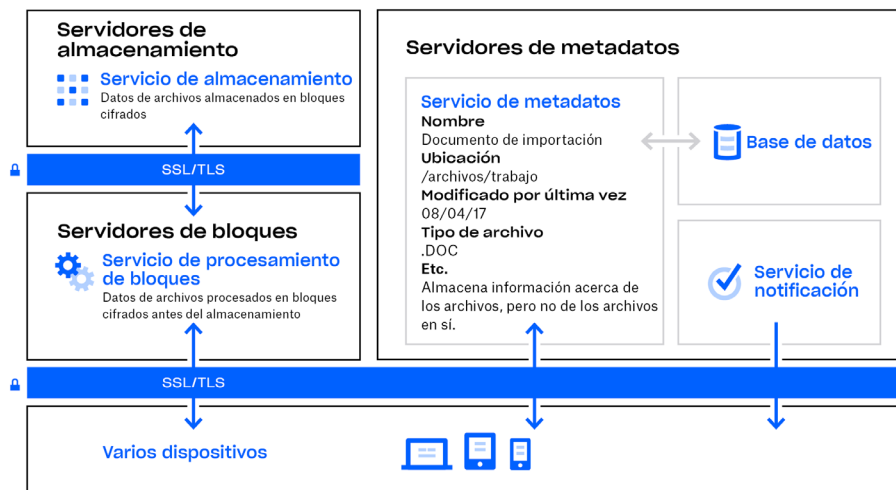 Servidores de
almacenamiento
Servicio de almacenamiento
Datos de archivos almacenados en bloques
cifrados
SSL/TLS
Servidores de bloques
Servicio de procesamiento
de bloques
Datos de archivos procesados en bloques
cifrados antes del almacenamiento
Servidores de metadatos
Servicio de metadatos
Nombre
Documento de importación
Ubicación
/archivos/trabajo
Modificado por última vez
08/04/17
Tipo de archivo
.DOC
Etc.
Almacena información acerca de
los archivos, pero no de los archivos
en sí.
Base de datos
Servicio de
notificación
SSL/TLS
Varios dispositivos